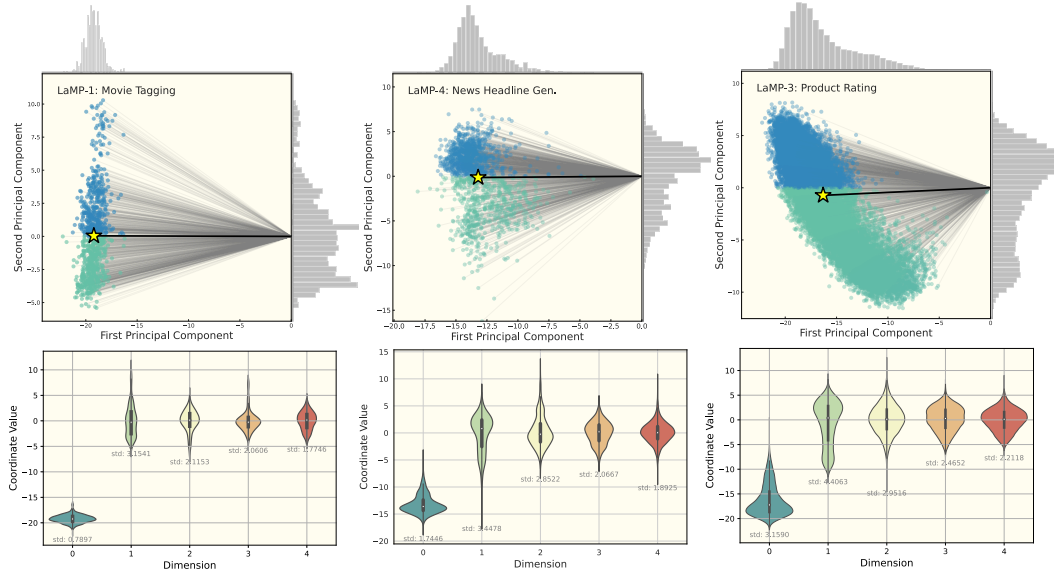 LaMP-1: Movie Tagging
Second Principal Component
10.0
7.5
5.0
2.5
0.0
−2.5
−5.0
−20
−15
−10
−5
0
0
First Principal Component
LaMP-4: News Headline Gen.
Second Principal Component
10
5
0
−5
−10
−15
−20.0
−17.5
−15.0
−12.5
−10.0
−7.5
−5.0
−2.5
0.0
0
First Principal Component
LaMP-3: Product Rating
Second Principal Component
10
5
0
−5
−10
−20
−15
−10
−5
0
0
First Principal Component
Coordinate Value
10
5
0
−5
−10
−15
−20
std: 0.7897
std: 3.1541
std: 2.1153
std: 2.0606
std: 1.7746
0
1
2
3
4
Dimension
Coordinate Value
15
10
5
0
−5
−10
−15
−20
std: 1.7446
std: 3.4478
std: 2.8522
std: 2.0667
std: 1.8925
0
1
2
3
4
Dimension
Coordinate Value
10
5
0
−5
−10
−15
−20
std: 3.1590
std: 4.4063
std: 2.9516
std: 2.4652
std: 2.2118
0
1
2
3
4
Dimension